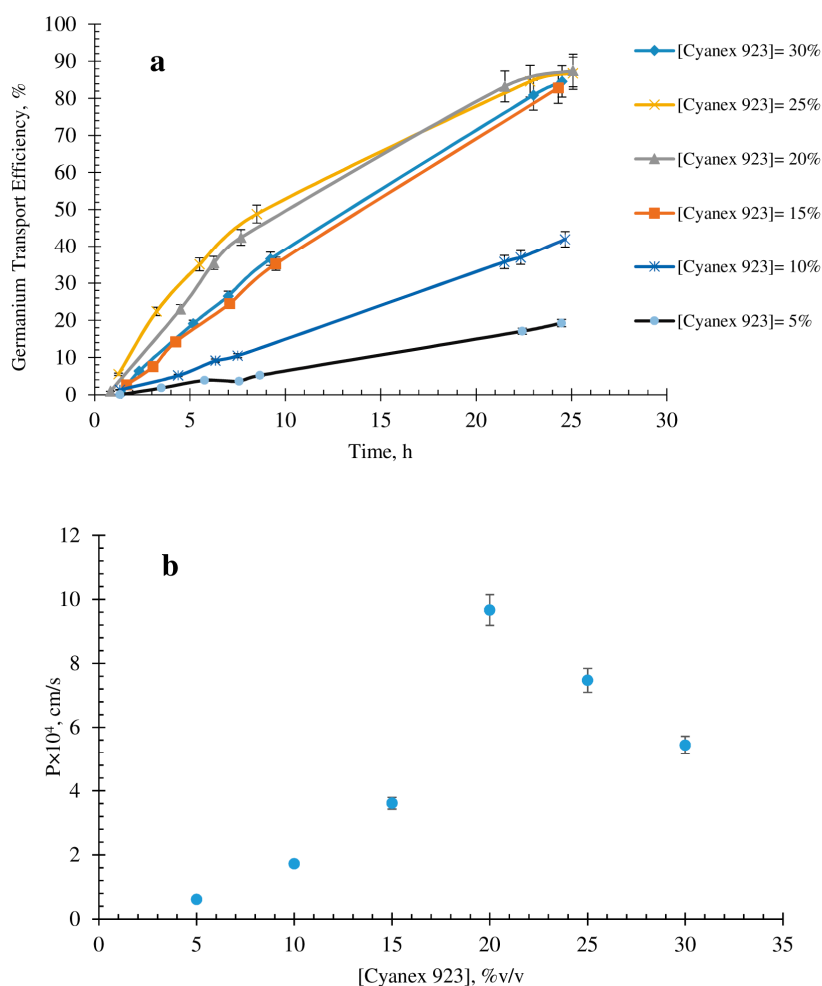 a
Germanium Transport Efficiency, %
100
90
80
70
60
50
40
30
20
10
0
0 5 10 15 20 25 30
Time, h
[Cyanex 923]= 30%
[Cyanex 923]= 25%
[Cyanex 923]= 20%
[Cyanex 923]= 15%
[Cyanex 923]= 10%
[Cyanex 923]= 5%
b
P×10⁴, cm/s
12
10
8
6
4
2
0
0 5 10 15 20 25 30 35
[Cyanex 923], %v/v